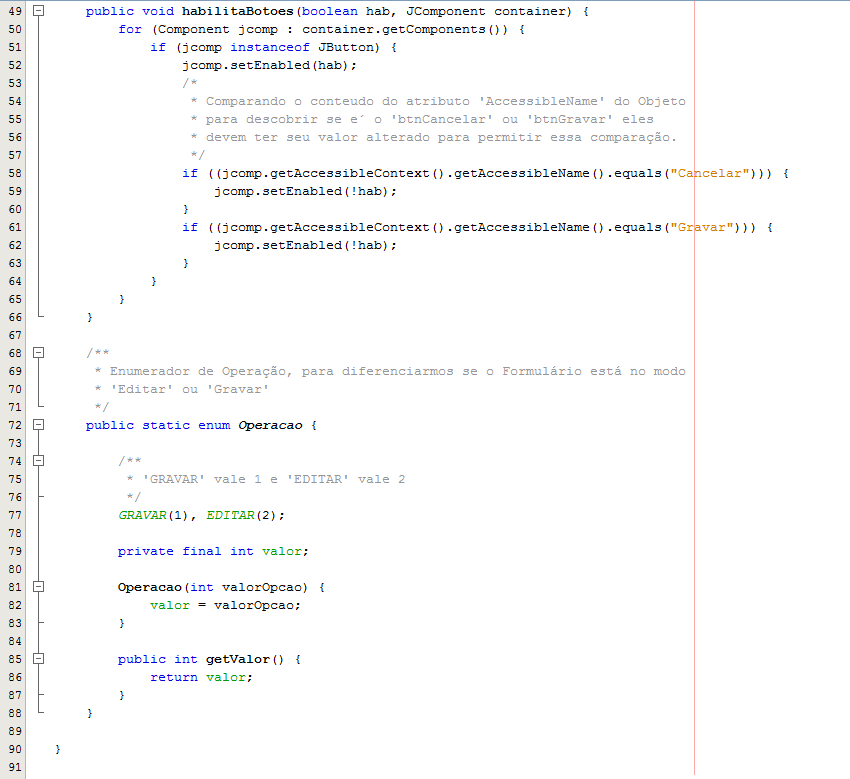 49 public void habilitaBotoes(boolean hab, JComponent container) {
50 for (Component jcomp : container.getComponents()) {
51 if (jcomp instanceof JButton) {
52 jcomp.setEnabled(hab);
53 /*
54 * Comparando o conteudo do atributo 'AccessibleName' do Objeto
55 * para descobrir se e´ o 'btnCancelar' ou 'btnGravar' eles
56 * devem ter seu valor alterado para permitir essa comparação.
57 */
58 if ((jcomp.getAccessibleContext().getAccessibleName().equals("Cancelar"))) {
59 jcomp.setEnabled(!hab);
60 }
61 if ((jcomp.getAccessibleContext().getAccessibleName().equals("Gravar"))) {
62 jcomp.setEnabled(!hab);
63 }
64 }
65 }
66 }
67
68 /**
69 * Enumerador de Operação, para diferenciarmos se o Formulário está no modo
70 * 'Editar' ou 'Gravar'
71 */
72 public static enum Operacao {
73
74 /**
75 * 'GRAVAR' vale 1 e 'EDITAR' vale 2
76 */
77 GRAVAR(1), EDITAR(2);
78
79 private final int valor;
80
81 Operacao(int valorOpcao) {
82 valor = valorOpcao;
83 }
84
85 public int getValor() {
86 return valor;
87 }
88 }
89
90 }
91